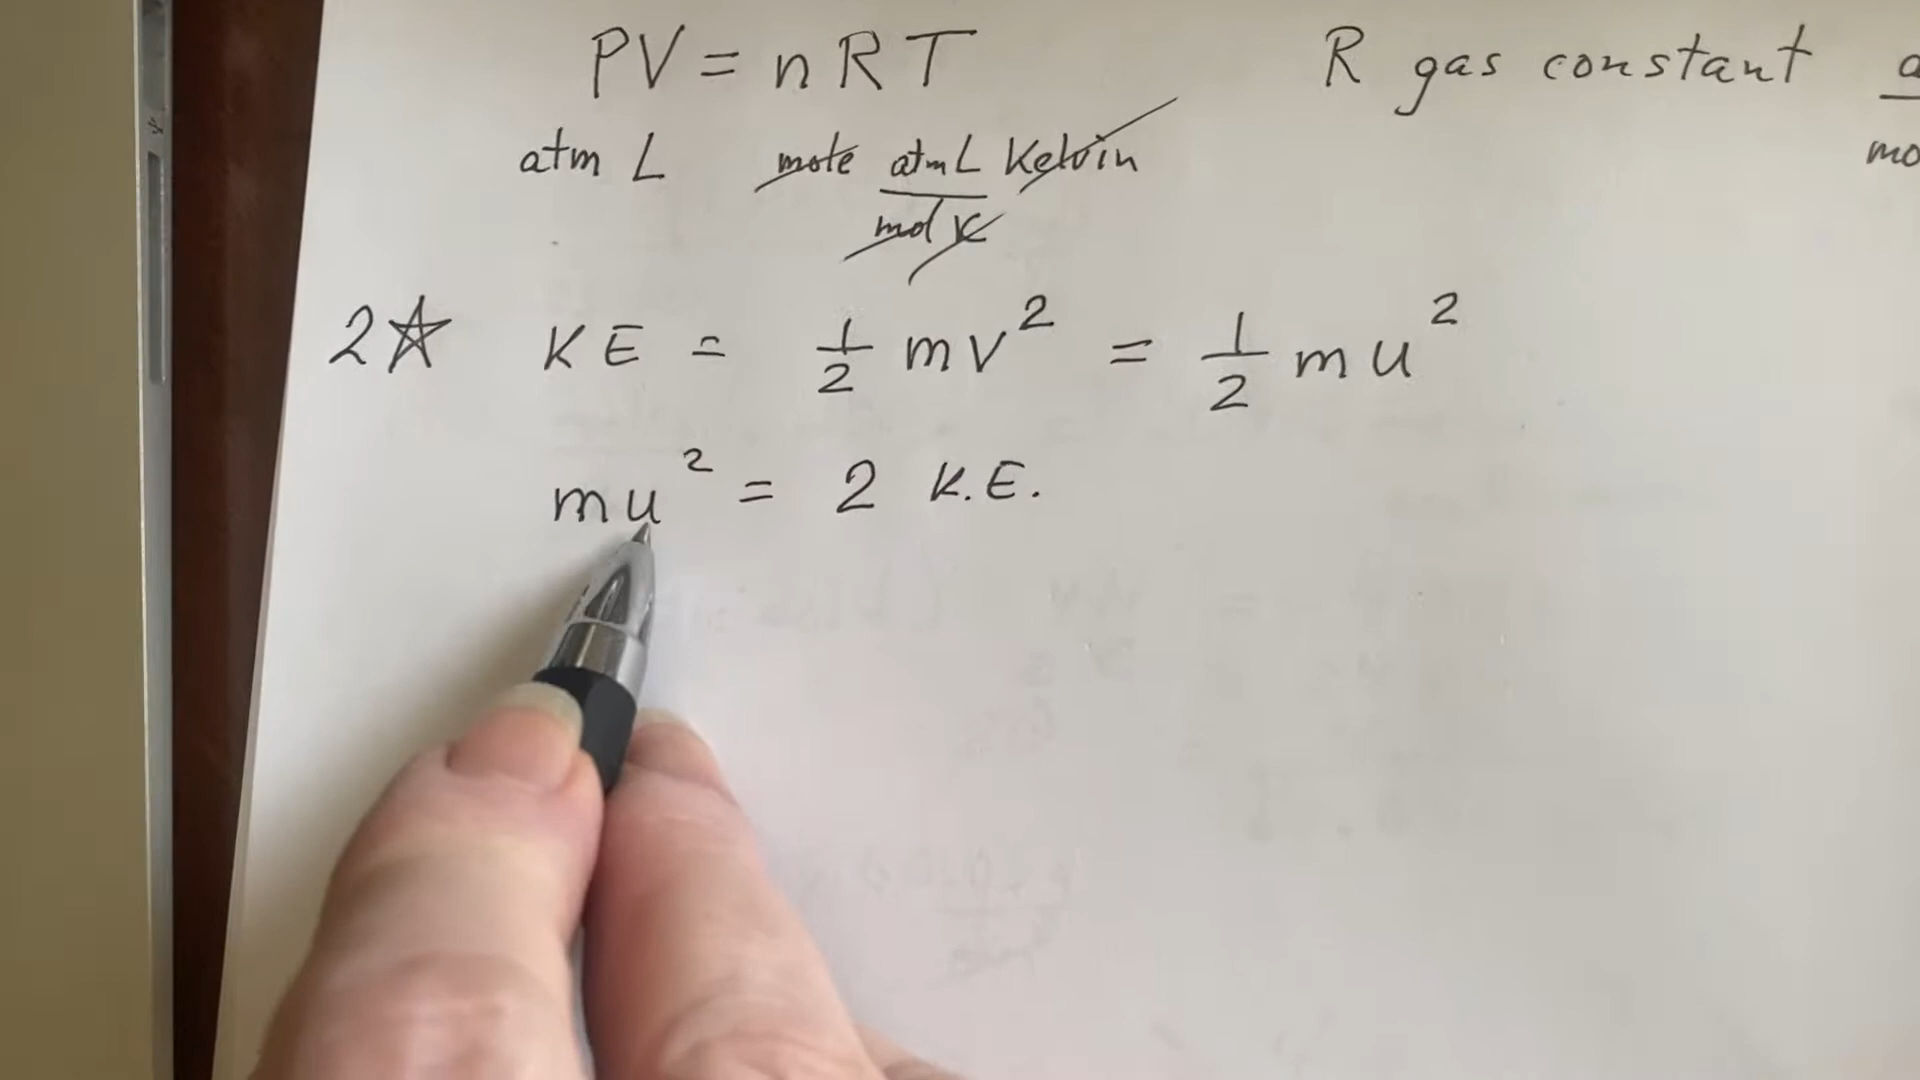 PV = nRT R gas constant
atm L mole atm L Kelvin
mol K
2☆ KE = 1/2 mv² = 1/2 mu²
mu² = 2 K.E.